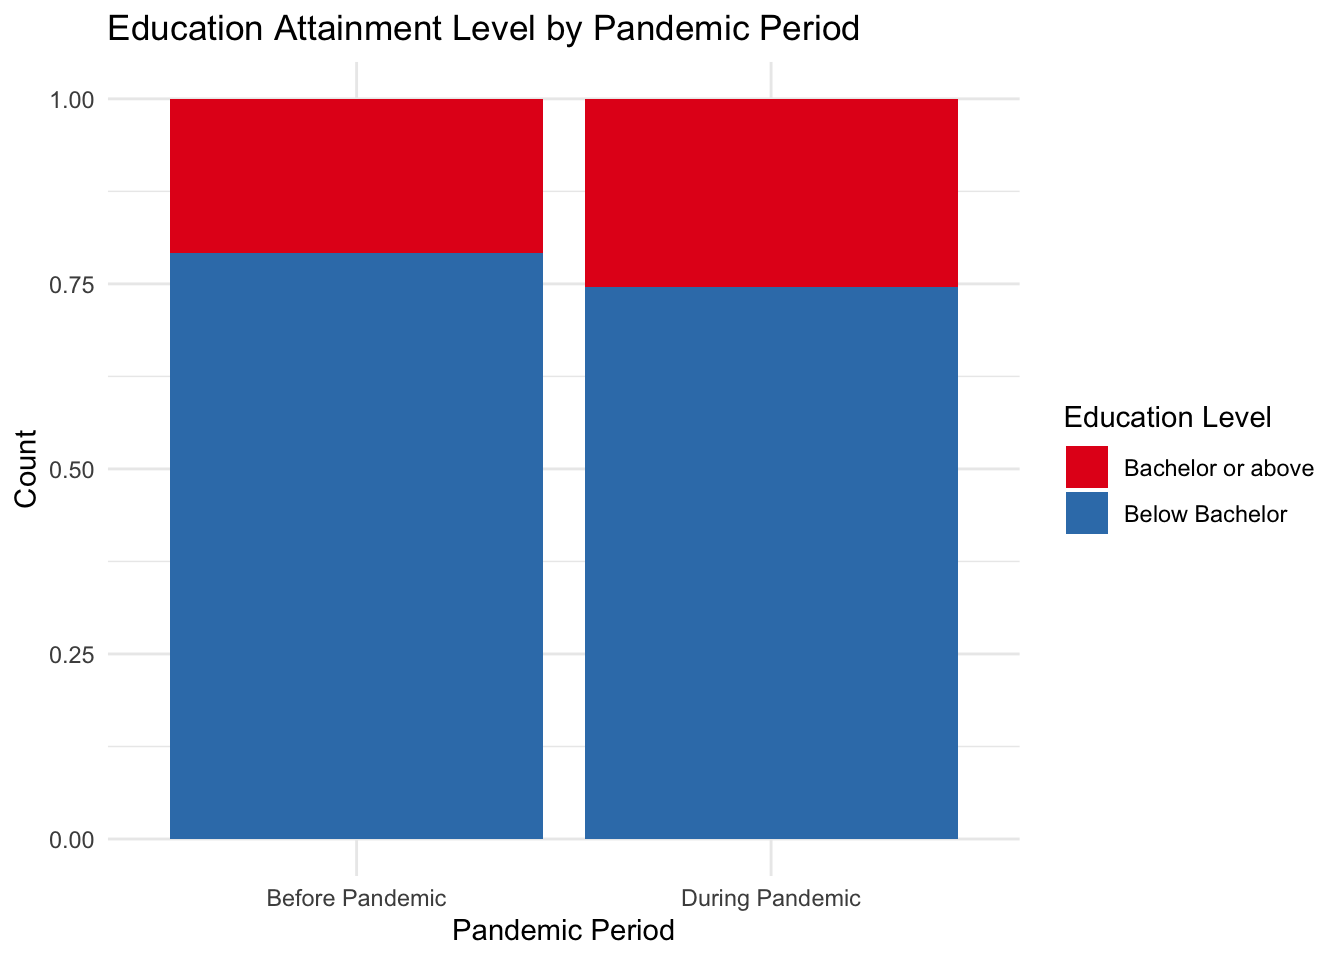 Education Attainment Level by Pandemic Period
1.00
0.75
0.50
0.25
0.00
Count
Before Pandemic
During Pandemic
Pandemic Period
Education Level
Bachelor or above
Below Bachelor